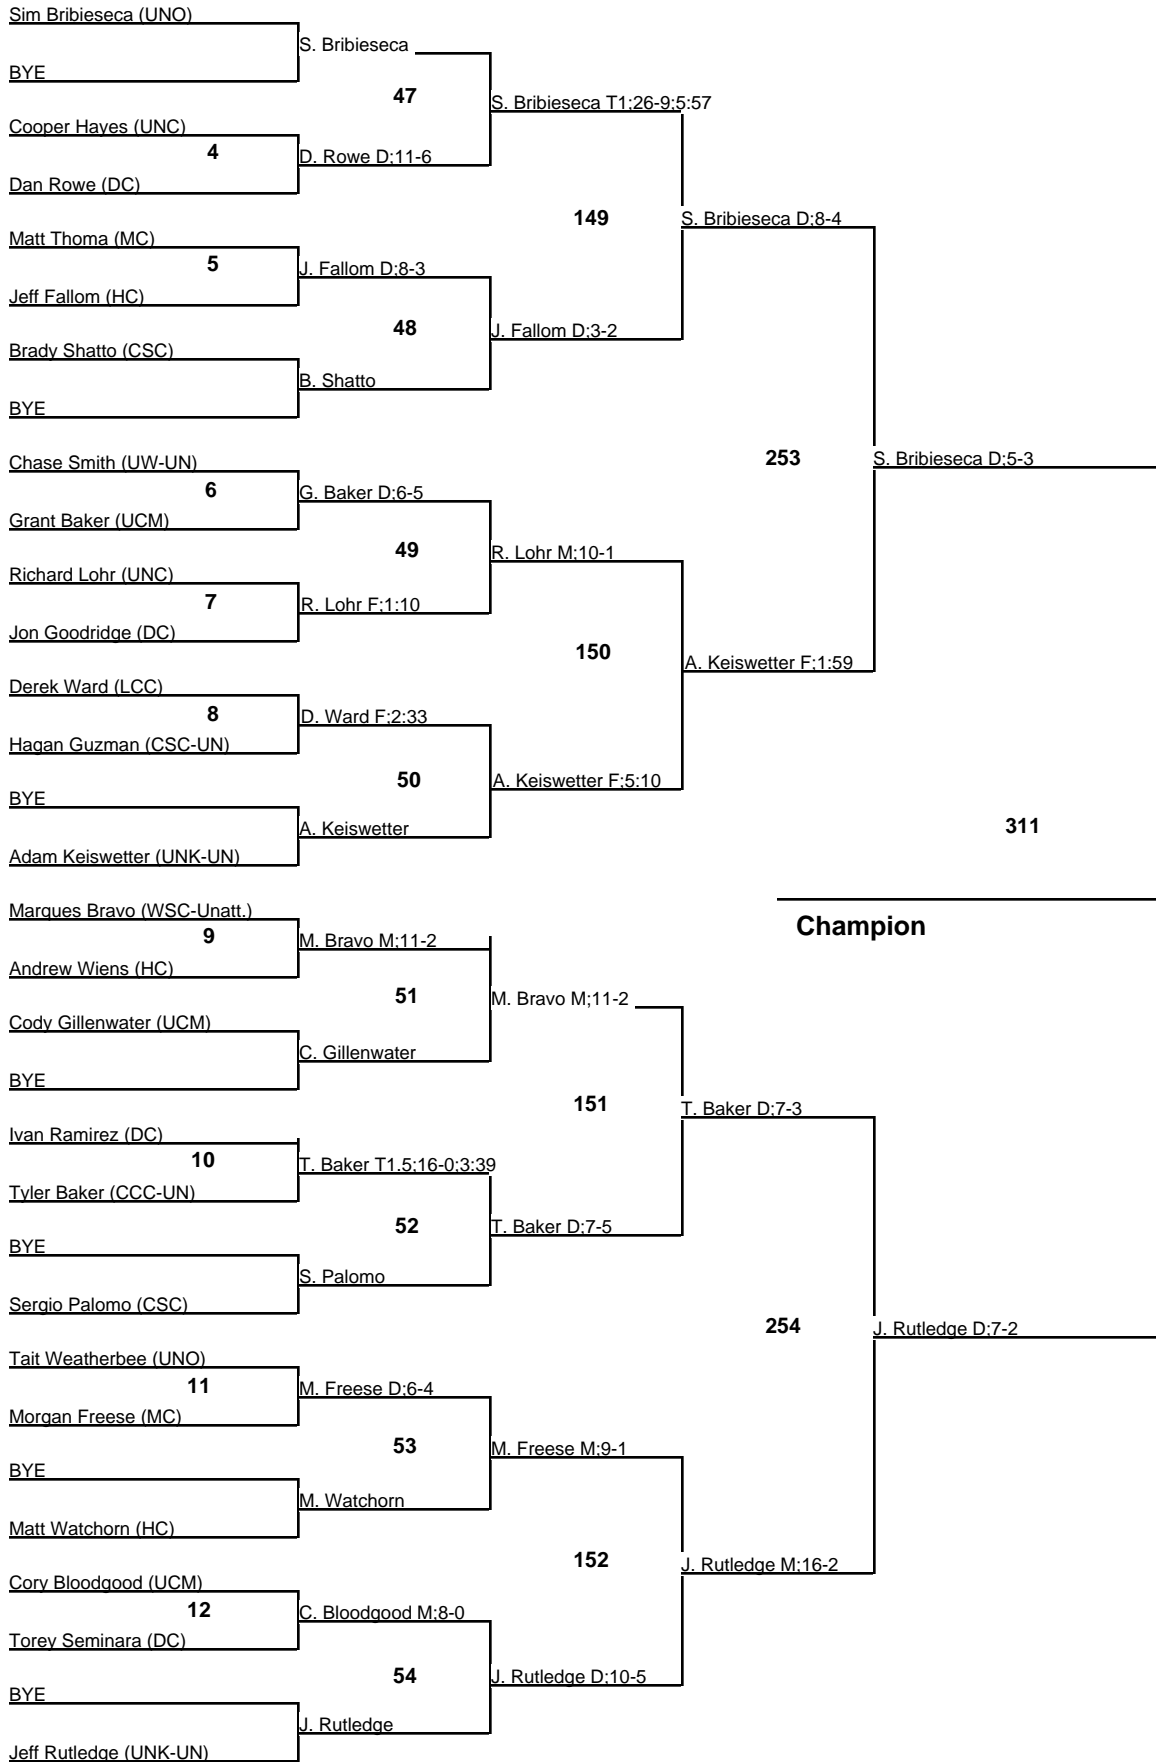 Sim Bribieseca (UNO)
S. Bribieseca
BYE
47
S. Bribieseca T1;26-9;5:57
Cooper Hayes (UNC)
4
D. Rowe D;11-6
Dan Rowe (DC)
149
S. Bribieseca D;8-4
Matt Thoma (MC)
5
J. Fallom D;8-3
Jeff Fallom (HC)
48
J. Fallom D;3-2
Brady Shatto (CSC)
B. Shatto
BYE
253
S. Bribieseca D;5-3
Chase Smith (UW-UN)
6
G. Baker D;6-5
Grant Baker (UCM)
49
R. Lohr M;10-1
Richard Lohr (UNC)
7
R. Lohr F;1:10
Jon Goodridge (DC)
150
A. Keiswetter F;1:59
Derek Ward (LCC)
8
D. Ward F;2:33
Hagan Guzman (CSC-UN)
50
A. Keiswetter F;5:10
BYE
A. Keiswetter
311
Adam Keiswetter (UNK-UN)
Marques Bravo (WSC-Unatt.)
Champion
9
M. Bravo M;11-2
Andrew Wiens (HC)
51
M. Bravo M;11-2
Cody Gillenwater (UCM)
C. Gillenwater
BYE
151
T. Baker D;7-3
Ivan Ramirez (DC)
10
T. Baker T1.5;16-0;3:39
Tyler Baker (CCC-UN)
52
T. Baker D;7-5
BYE
S. Palomo
Sergio Palomo (CSC)
254
J. Rutledge D;7-2
Tait Weatherbee (UNO)
11
M. Freese D;6-4
Morgan Freese (MC)
53
M. Freese M;9-1
BYE
M. Watchorn
Matt Watchorn (HC)
152
J. Rutledge M;16-2
Cory Bloodgood (UCM)
12
C. Bloodgood M;8-0
Torey Seminara (DC)
54
J. Rutledge D;10-5
BYE
J. Rutledge
Jeff Rutledge (UNK-UN)